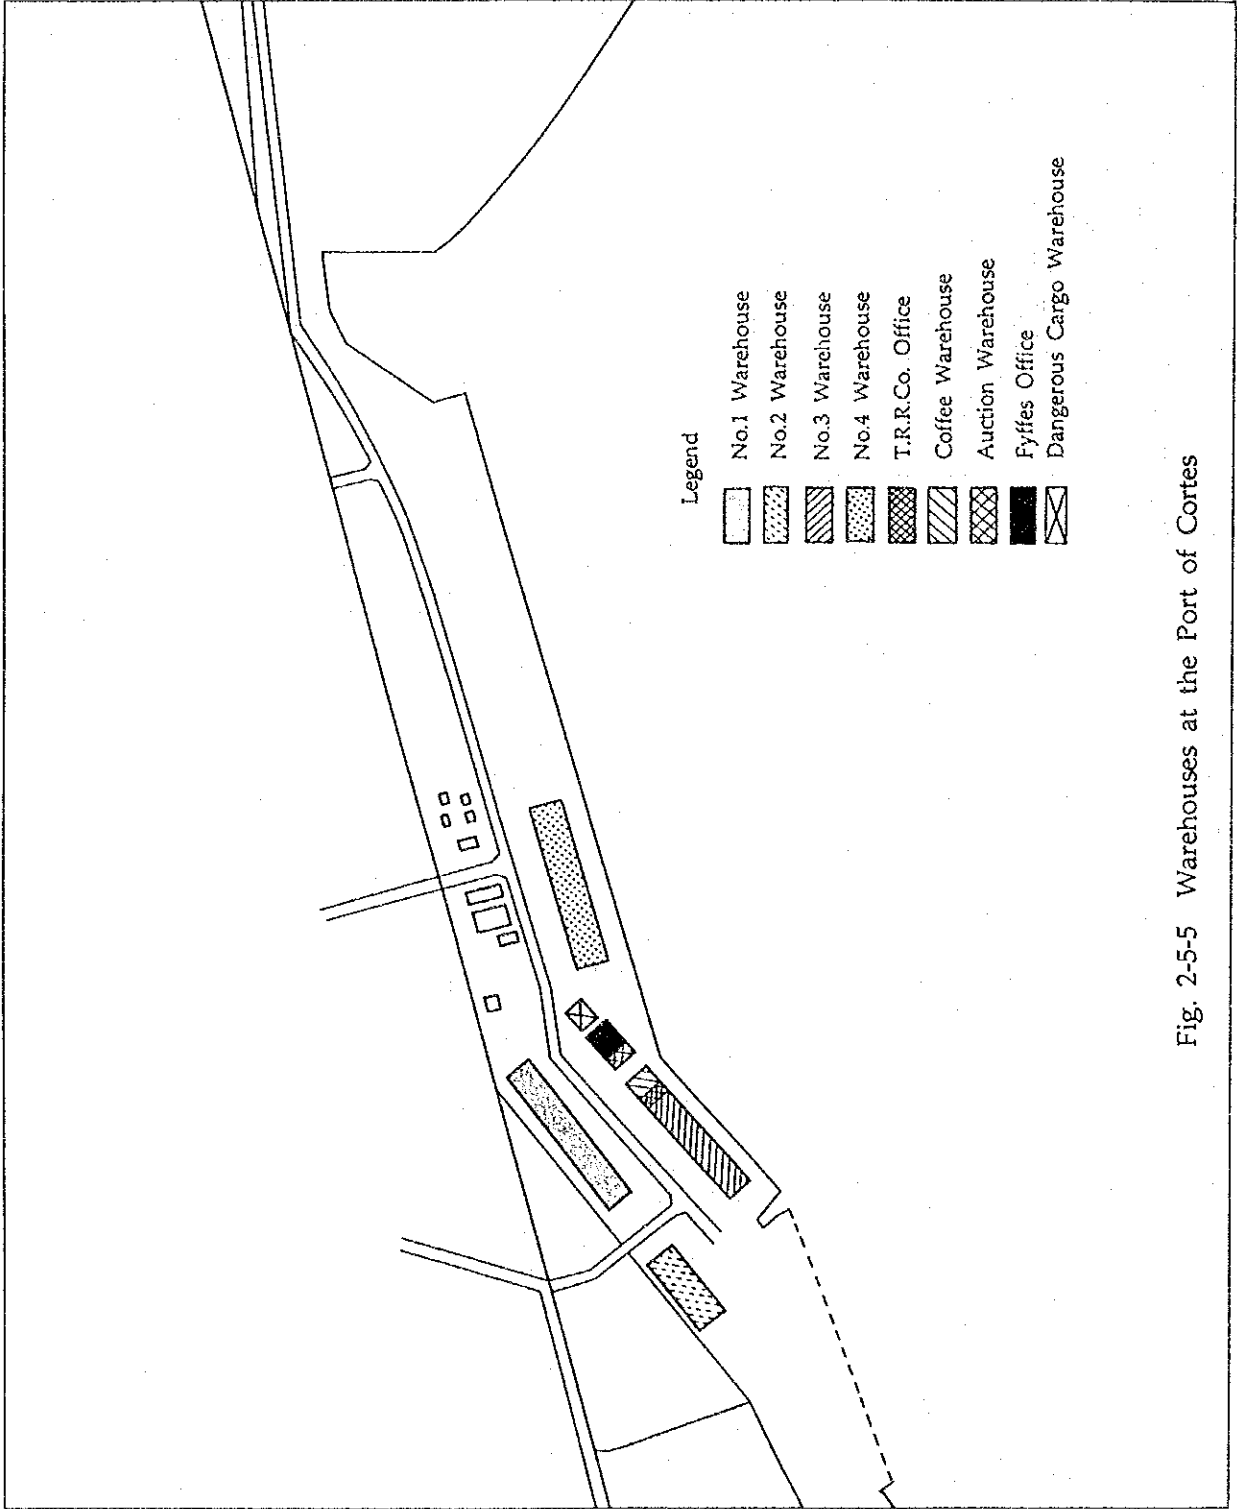 Legend
No.1 Warehouse
No.2 Warehouse
No.3 Warehouse
No.4 Warehouse
T.R.R.Co. Office
Coffee Warehouse
Auction Warehouse
Fyffes Office
Dangerous Cargo Warehouse
Fig. 2-5-5 Warehouses at the Port of Cortes